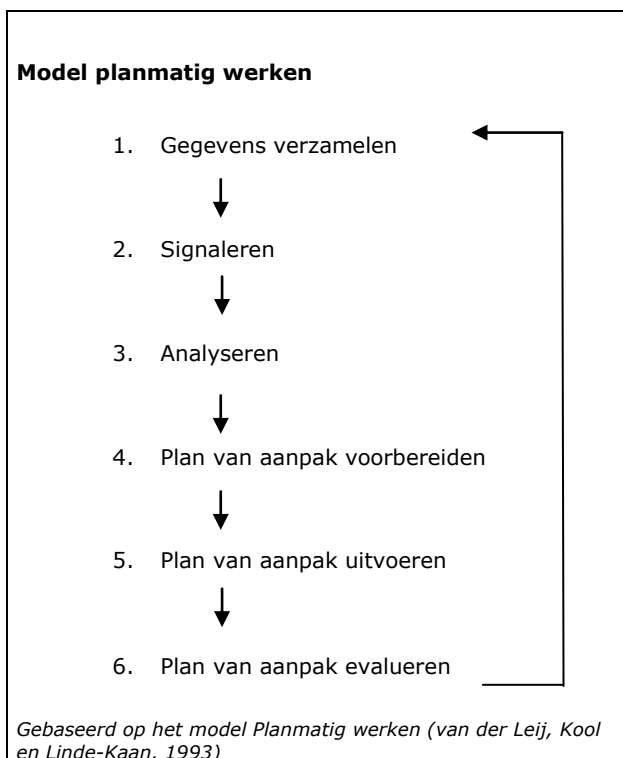 Model planmatig werken
1. Gegevens verzamelen
2. Signaleren
3. Analyseren
4. Plan van aanpak voorbereiden
5. Plan van aanpak uitvoeren
6. Plan van aanpak evalueren
Gebaseerd op het model Planmatig werken (van der Leij, Kool
en Linde-Kaan, 1993)